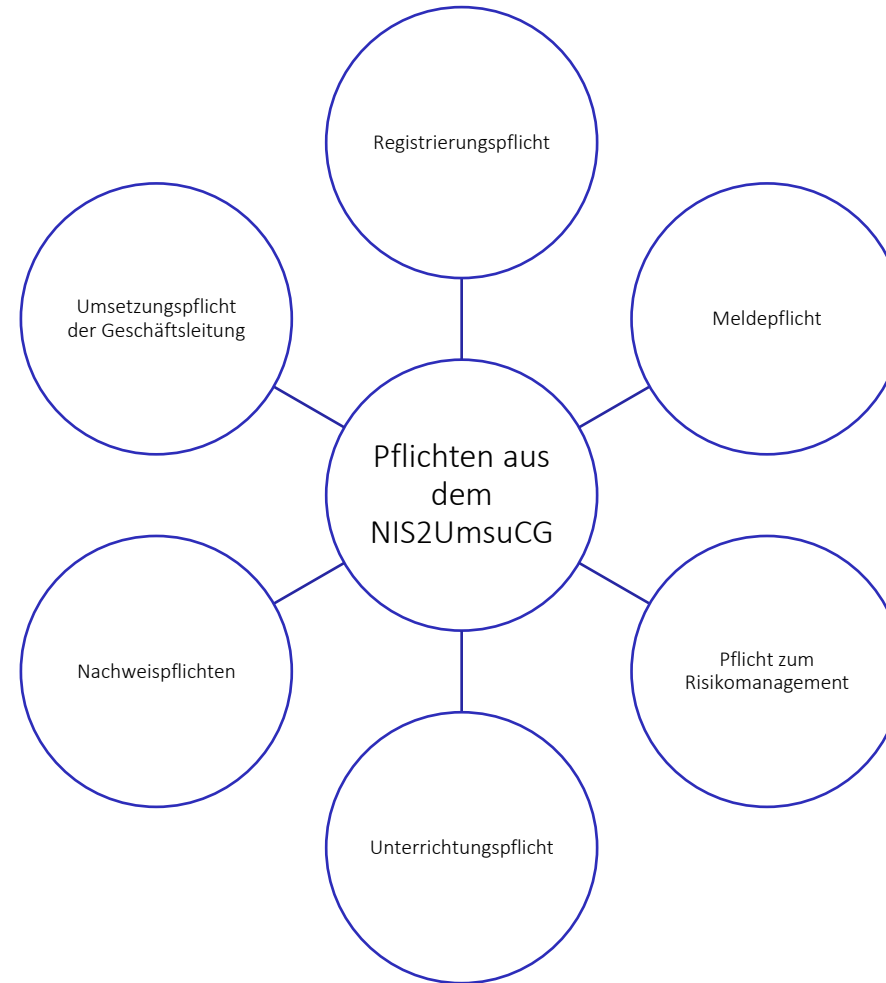 Registrierungspflicht
Umsetzungspflicht
der Geschäftsleitung
Meldepflicht
Pflichten aus
dem
NIS2UmsuCG
Nachweispflichten
Pflicht zum
Risikomanagement
Unterrichtungspflicht